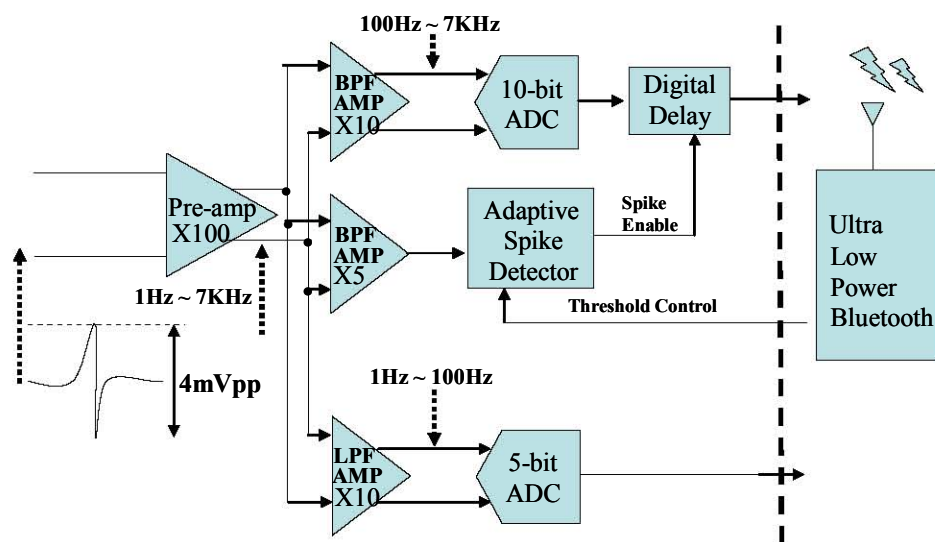 100Hz ~ 7KHz
BPF
AMP
X10
10-bit
ADC
Digital
Delay
Pre-amp
X100
1Hz ~ 7KHz
BPF
AMP
X5
Adaptive
Spike
Detector
Spike
Enable
Threshold Control
Ultra
Low
Power
Bluetooth
4mVpp
1Hz ~ 100Hz
LPF
AMP
X10
5-bit
ADC